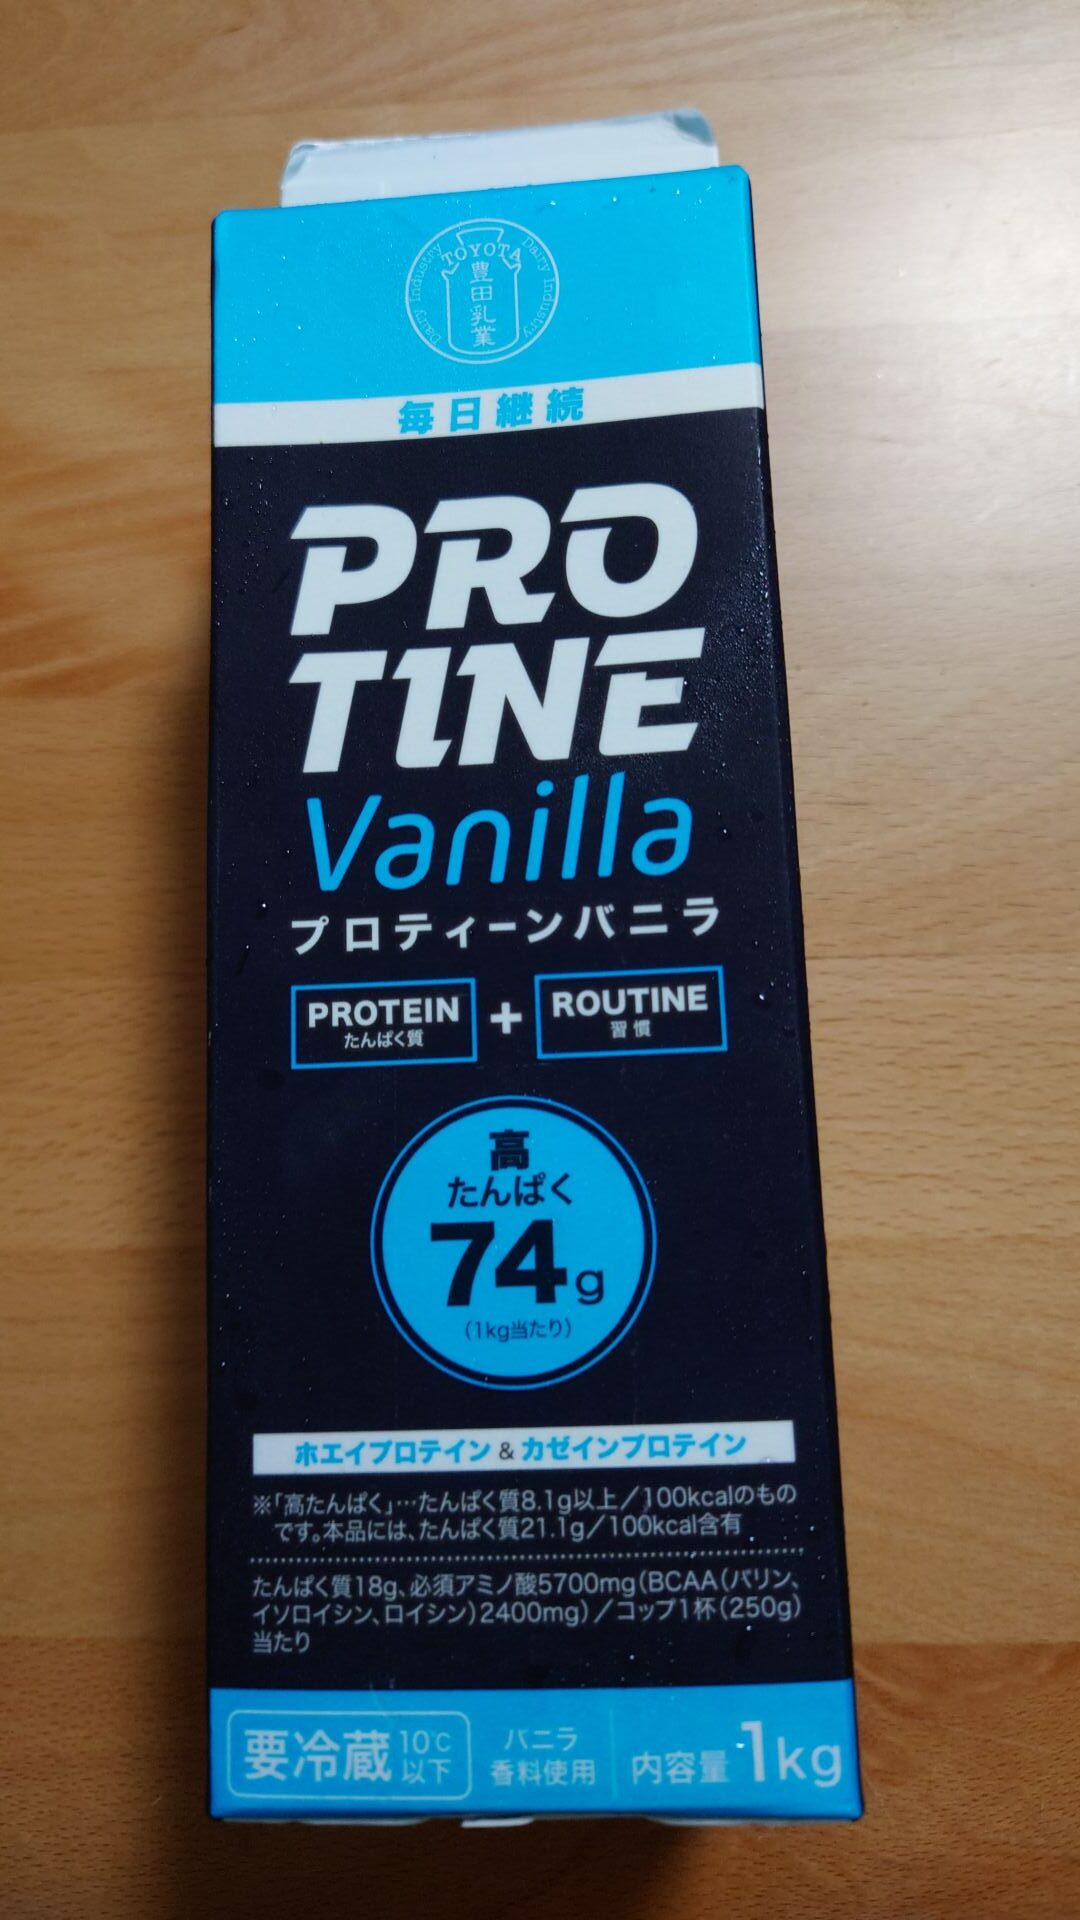 TOYOTA
Dairy Industry
Dairy Industry
豊田乳業
毎日継続
PRO
TINE
Vanilla
プロティーンバニラ
PROTEIN
たんぱく質
+
ROUTINE
習慣
高
たんぱく
74g
(1kg当たり)
ホエイプロテイン&カゼインプロテイン
※「高たんぱく」…たんぱく質8.1g以上/100kcalのもの
です。本品には、たんぱく質21.1g/100kcal含有
たんぱく質18g、必須アミノ酸5700mg(BCAA(バリン、
イソロイシン、ロイシン)2400mg)/コップ1杯(250g)
当たり
要冷蔵
10℃
以下
バニラ
香料使用
内容量1kg